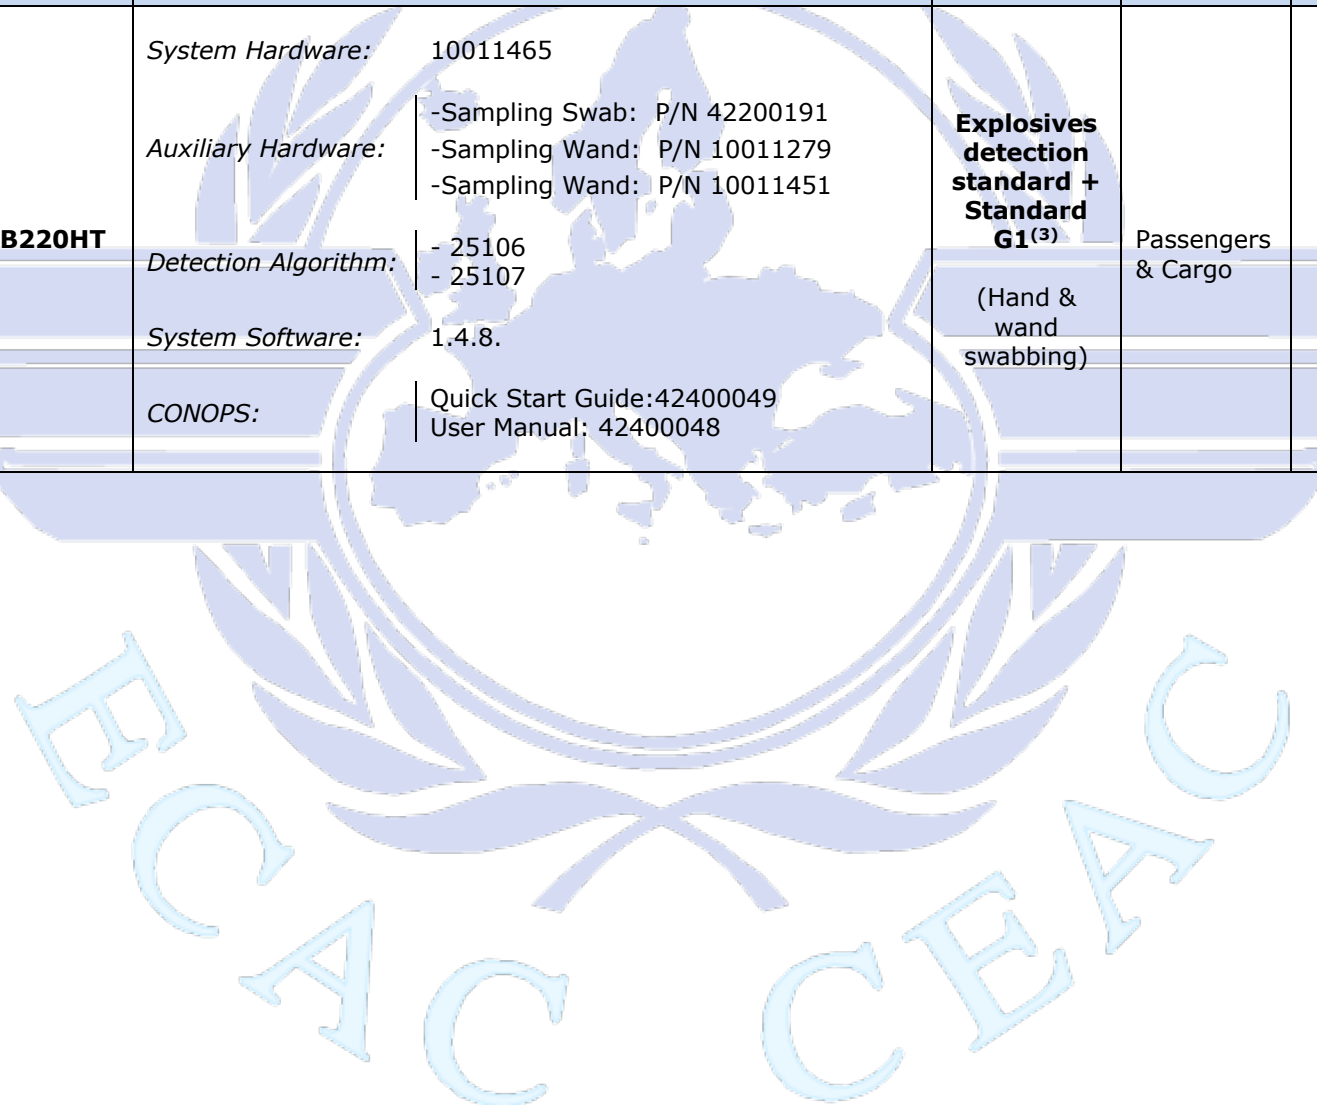 System Hardware: 10011465
-Sampling Swab: P/N 42200191
Auxiliary Hardware: -Sampling Wand: P/N 10011279
-Sampling Wand: P/N 10011451
B220HT
Detection Algorithm: - 25106
- 25107
System Software: 1.4.8.
CONOPS: Quick Start Guide:42400049
User Manual: 42400048
Explosives
detection
standard +
Standard
G1(3)
(Hand &
wand
swabbing)
Passengers
& Cargo
ECAC CEAC